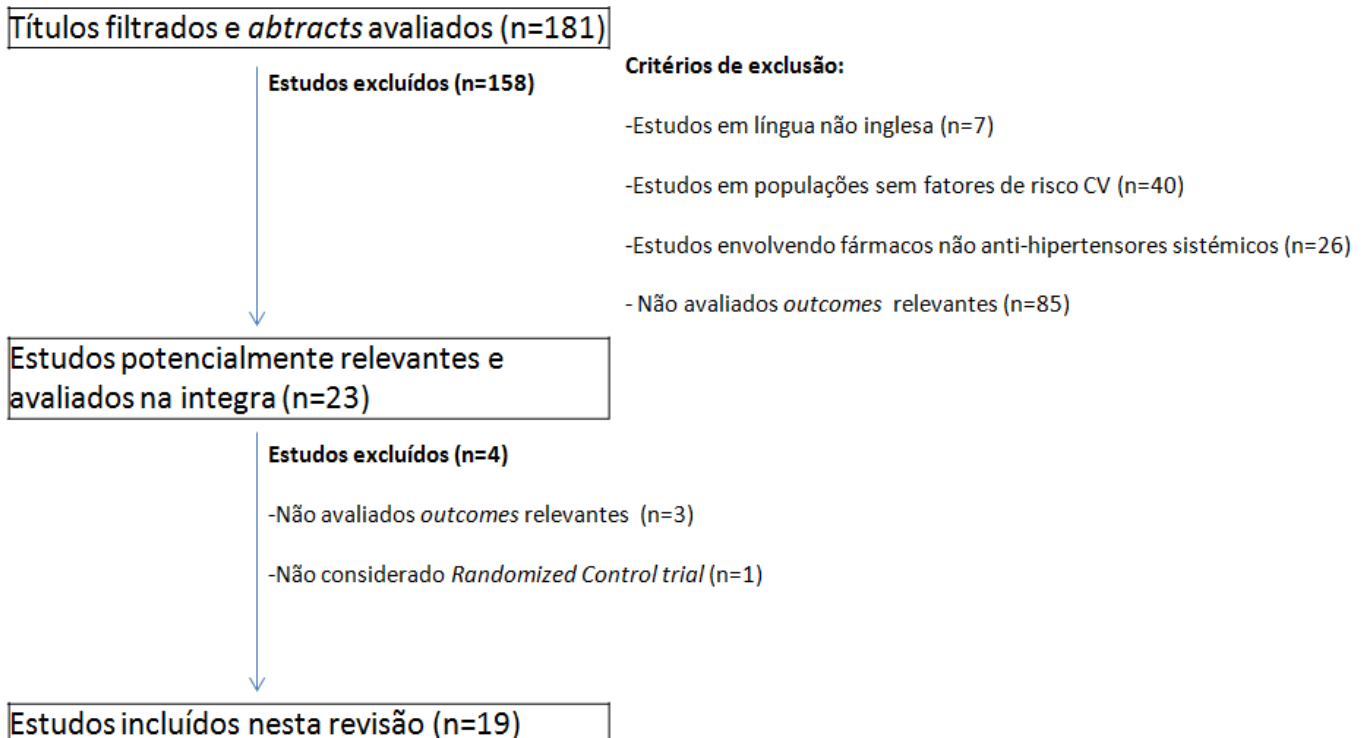 Títulos filtrados e abtracts avaliados (n=181)
Estudos excluídos (n=158)
Critérios de exclusão:
-Estudos em língua não inglesa (n=7)
-Estudos em populações sem fatores de risco CV (n=40)
-Estudos envolvendo fármacos não anti-hipertensores sistémicos (n=26)
- Não avaliados outcomes relevantes (n=85)
Estudos potencialmente relevantes e
avaliados na integra (n=23)
Estudos excluídos (n=4)
-Não avaliados outcomes relevantes (n=3)
-Não considerado Randomized Control trial (n=1)
Estudos incluídos nesta revisão (n=19)